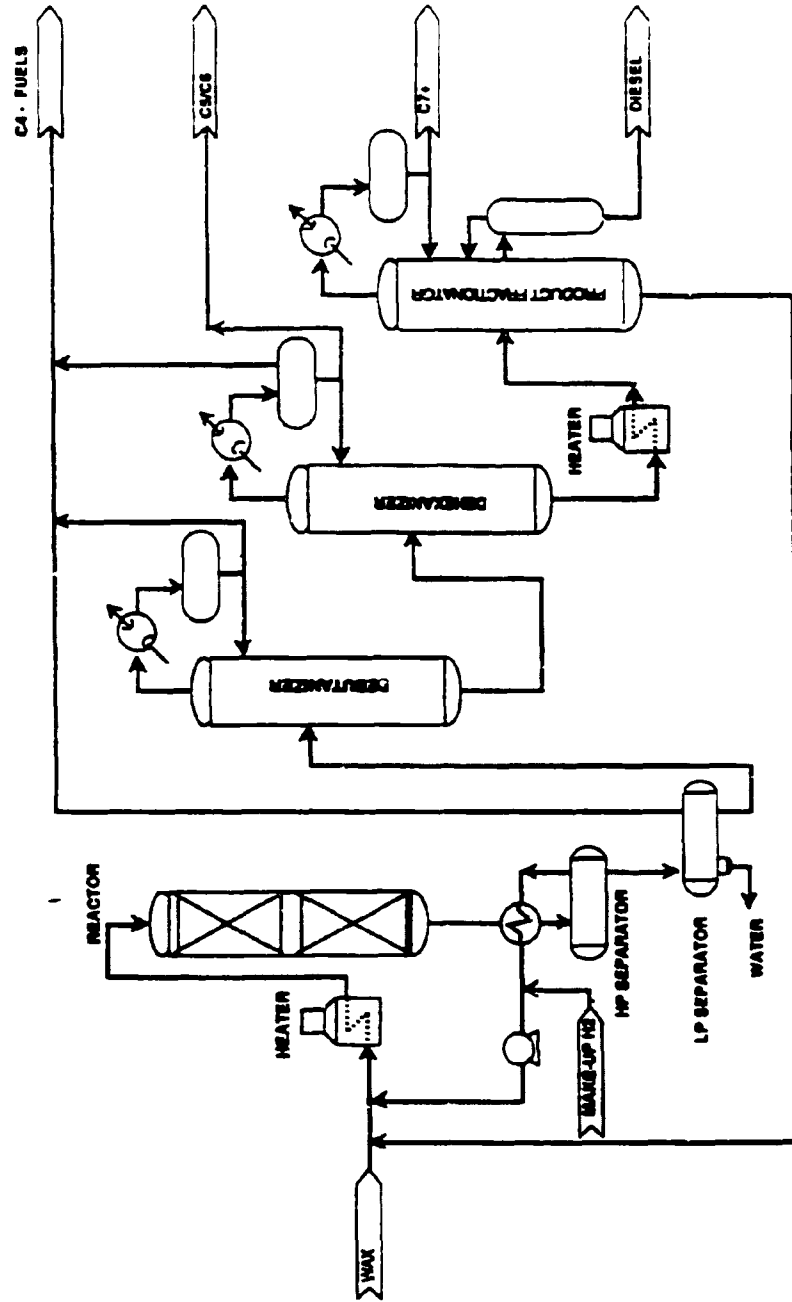 C4 - FUELS
C5/C6
C7+
DIESEL
PRODUCT FRACTIONATOR
HEATER
DEHEXANIZER
DEBUTANIZER
REACTOR
HEATER
HP SEPARATOR
LP SEPARATOR
WATER
MAKE-UP H2
WAX